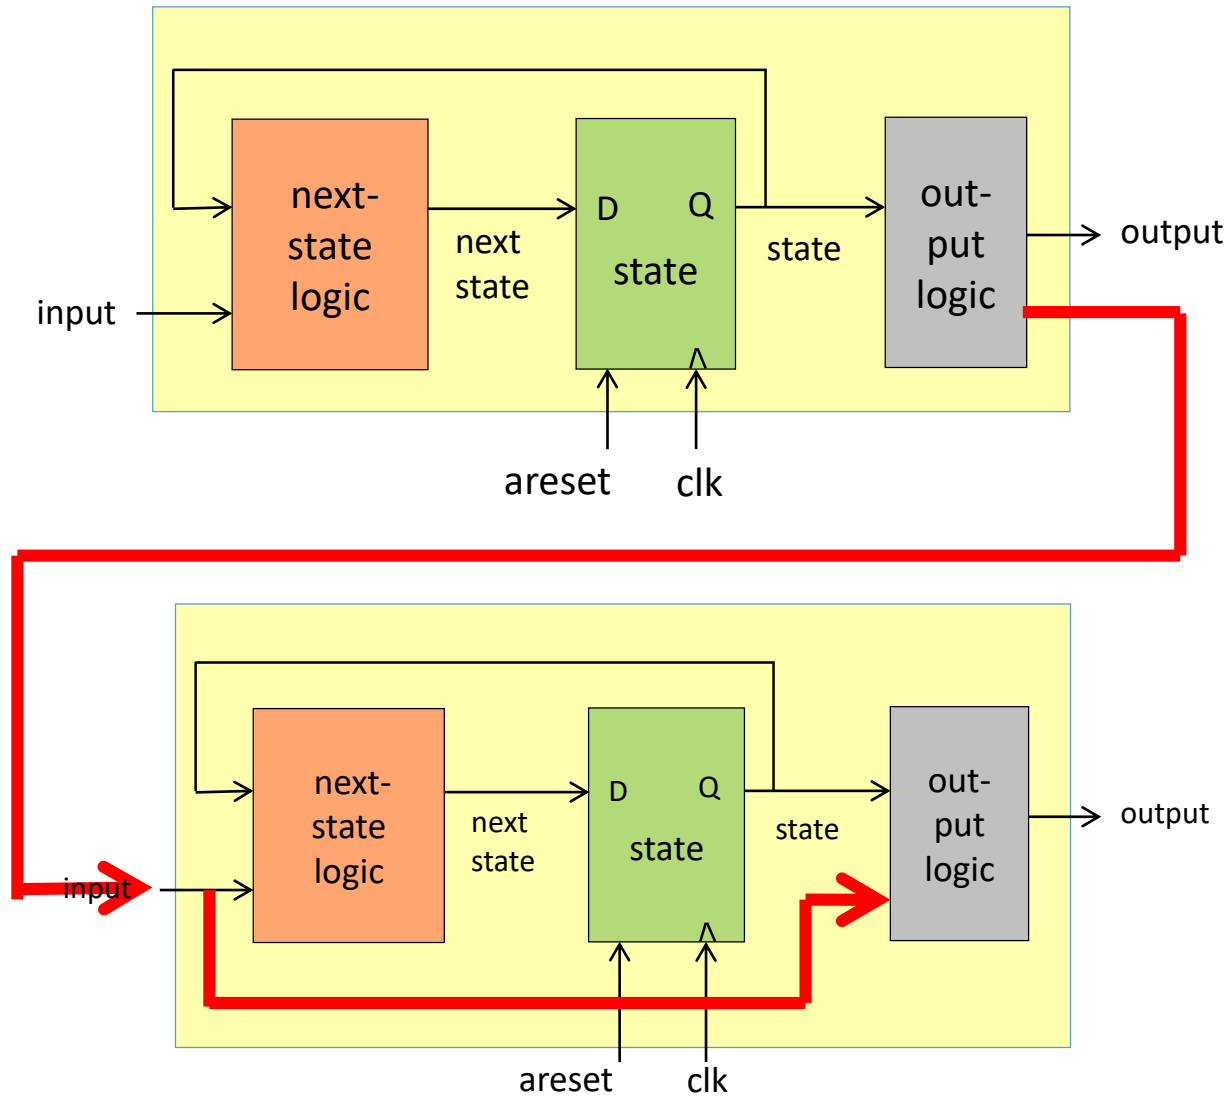 next-
state
logic
next
state
D Q
state
state
out-
put
logic
output
input
areset clk
next-
state
logic
next
state
D Q
state
state
out-
put
logic
output
input
areset clk